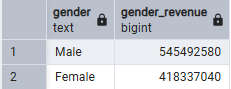 gender gender_revenue
text bigint
1 Male 545492580
2 Female 418337040